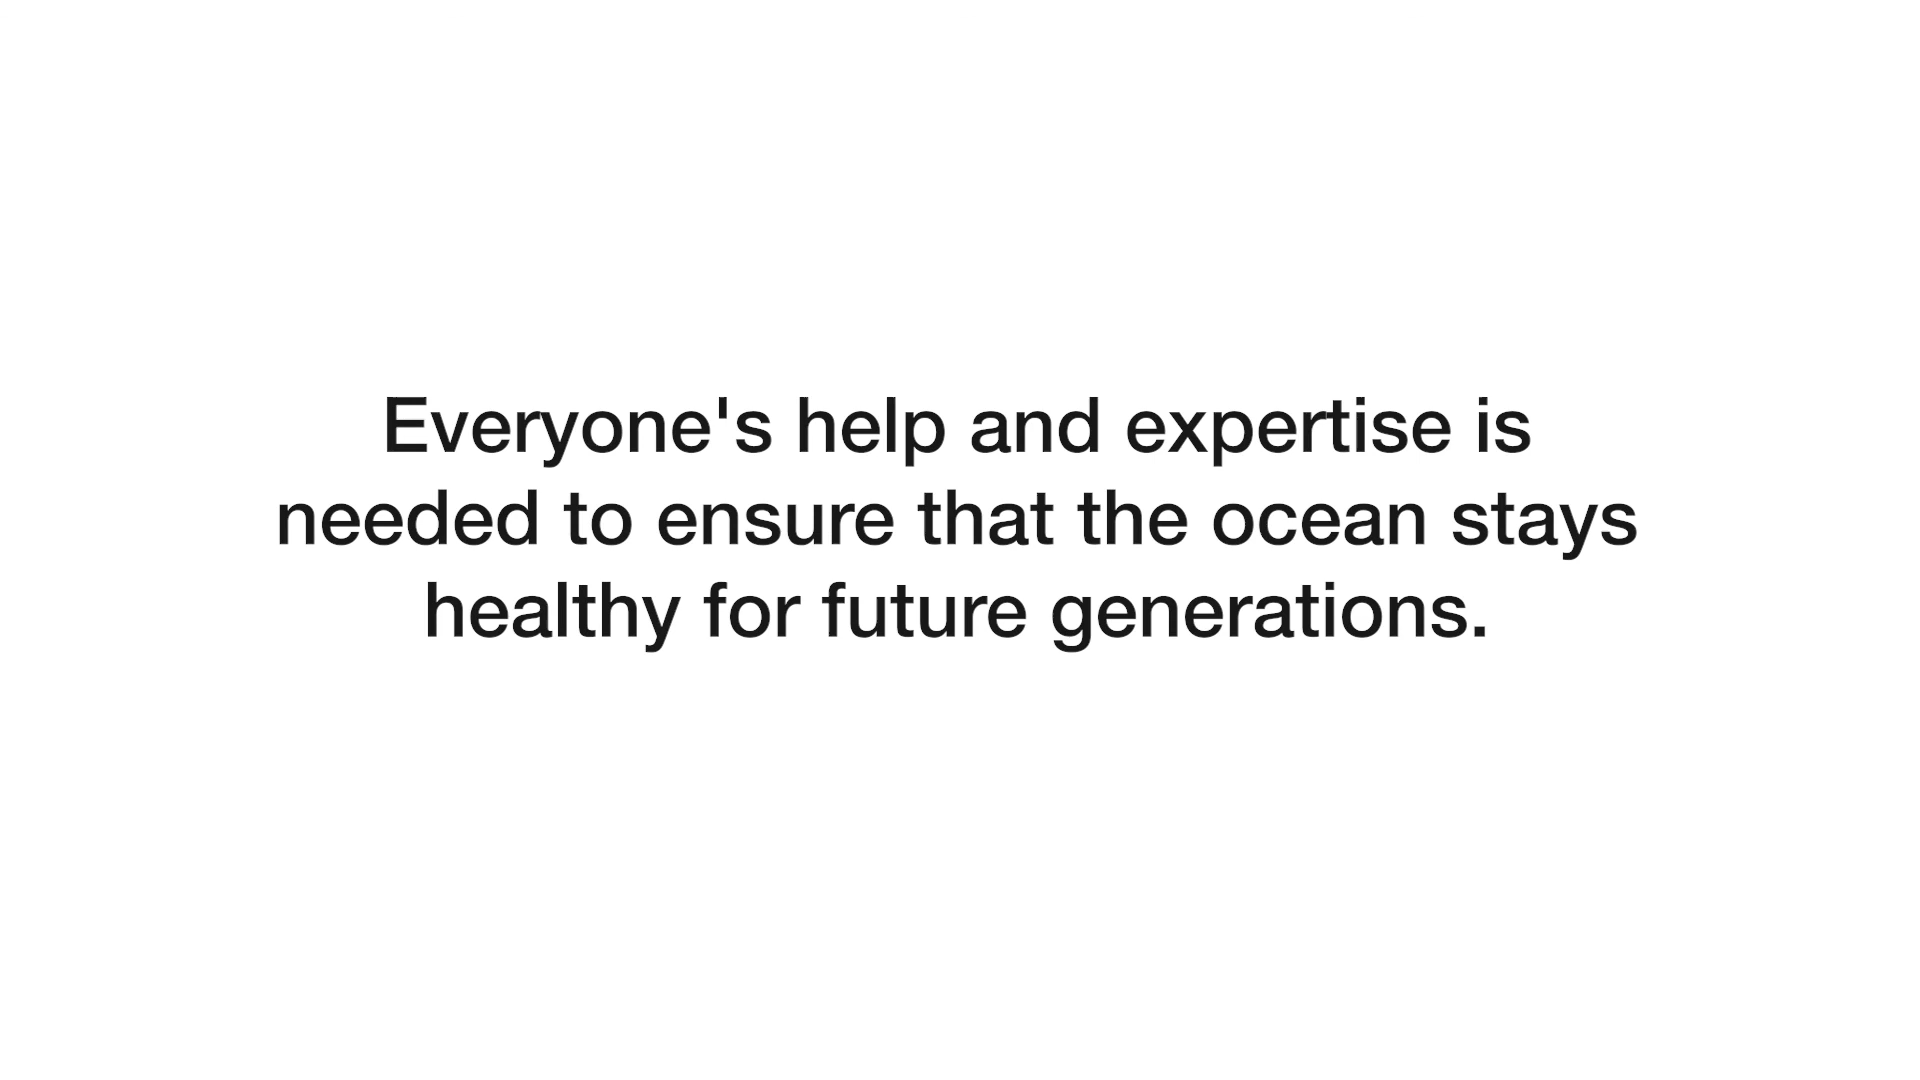 Everyone's help and expertise is
needed to ensure that the ocean stays
healthy for future generations.